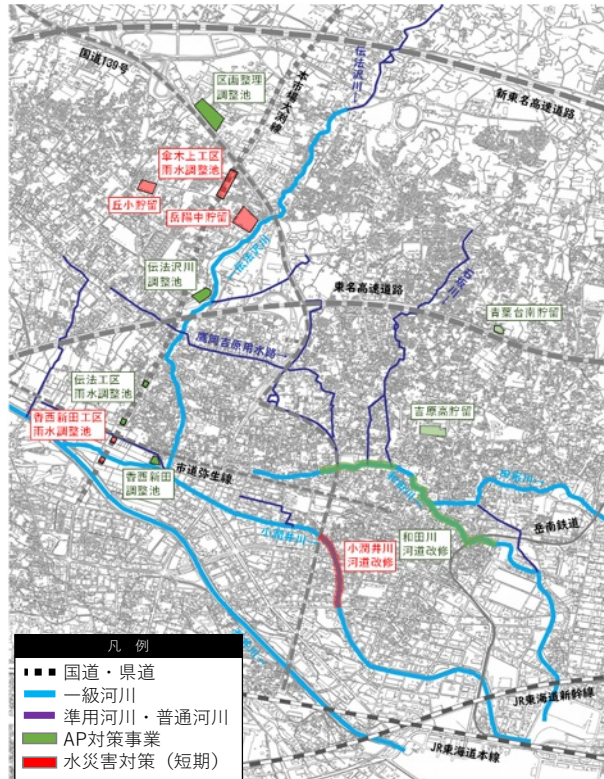 国道139号
本市場大渕線
伝法沢川→
新東名高速道路
区画整理
調整池
傘木上工区
雨水調整池
丘小貯留
岳陽中貯留
←伝法沢川
伝法沢川
調整池
東名高速道路
青葉台南貯留
鷹岡吉原用水路→
伝法工区
雨水調整池
吉原高貯留
香西新田工区
雨水調整池
香西新田
調整池
市道弥生線
岳南鉄道
小潤井川→
小潤井川
河道改修
和田川
河道改修
JR東海道新幹線
JR東海道本線
凡 例
国道・県道
一級河川
準用河川・普通河川
AP対策事業
水災害対策（短期）